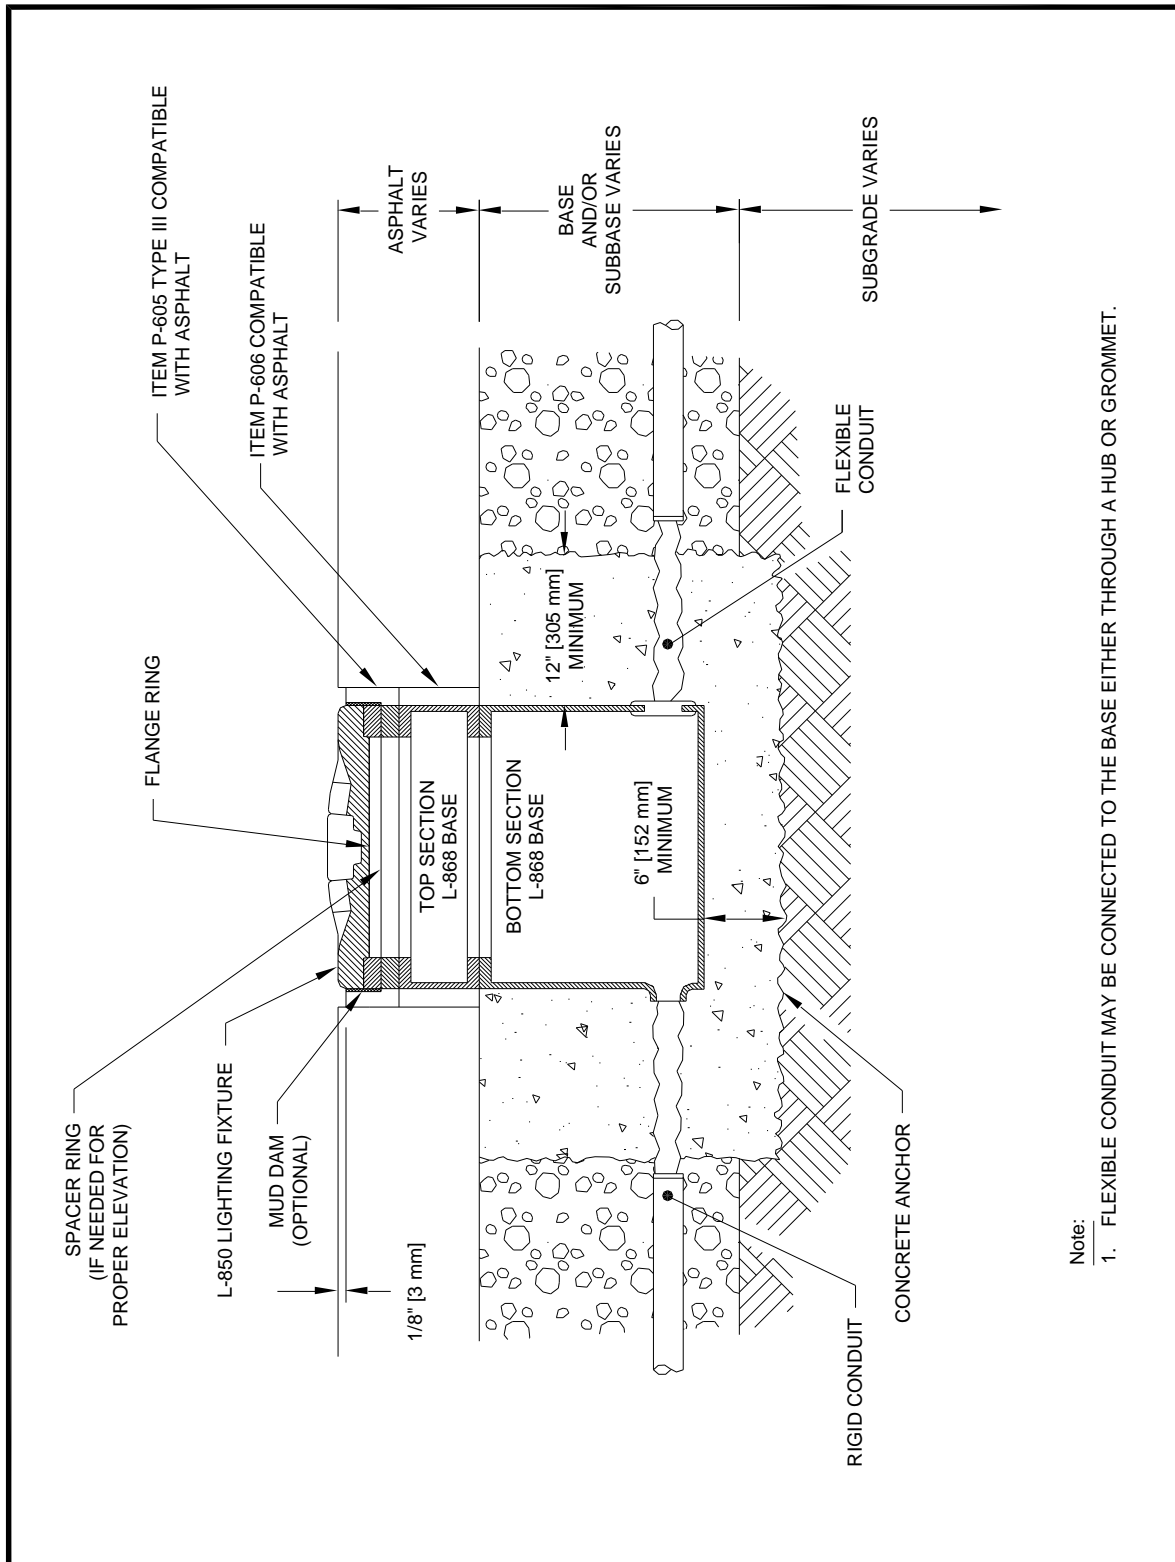 SPACER RING
(IF NEEDED FOR
PROPER ELEVATION)
L-850 LIGHTING FIXTURE
MUD DAM
(OPTIONAL)
1/8" [3 mm]
FLANGE RING
ITEM P-605 TYPE III COMPATIBLE
WITH ASPHALT
ITEM P-606 COMPATIBLE
WITH ASPHALT
ASPHALT
VARIES
BASE
AND/OR
SUBBASE VARIES
SUBGRADE VARIES
TOP SECTION
L-868 BASE
BOTTOM SECTION
L-868 BASE
12" [305 mm]
MINIMUM
6" [152 mm]
MINIMUM
FLEXIBLE
CONDUIT
RIGID CONDUIT
CONCRETE ANCHOR
Note:
1. FLEXIBLE CONDUIT MAY BE CONNECTED TO THE BASE EITHER THROUGH A HUB OR GROMMET.